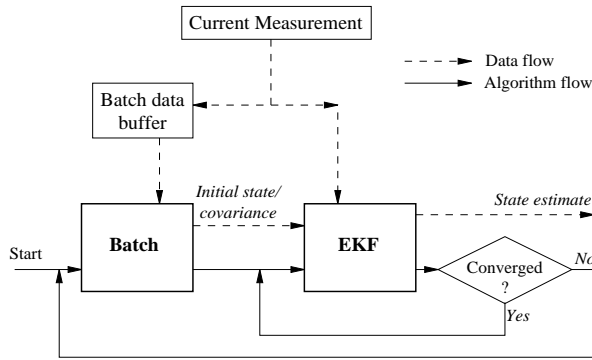 Current Measurement
Data flow
Algorithm flow
Batch data
buffer
Initial state/
covariance
State estimate
Start
Batch
EKF
Converged
?
No
Yes